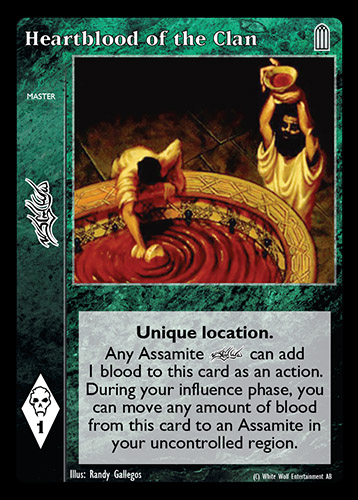 Heartblood of the Clan
MASTER
Unique location.
Any Assamite can add
1 blood to this card as an action.
During your influence phase, you
can move any amount of blood
from this card to an Assamite in
your uncontrolled region.
1
Illus: Randy Gallegos
(C) White Wolf Entertainment AB